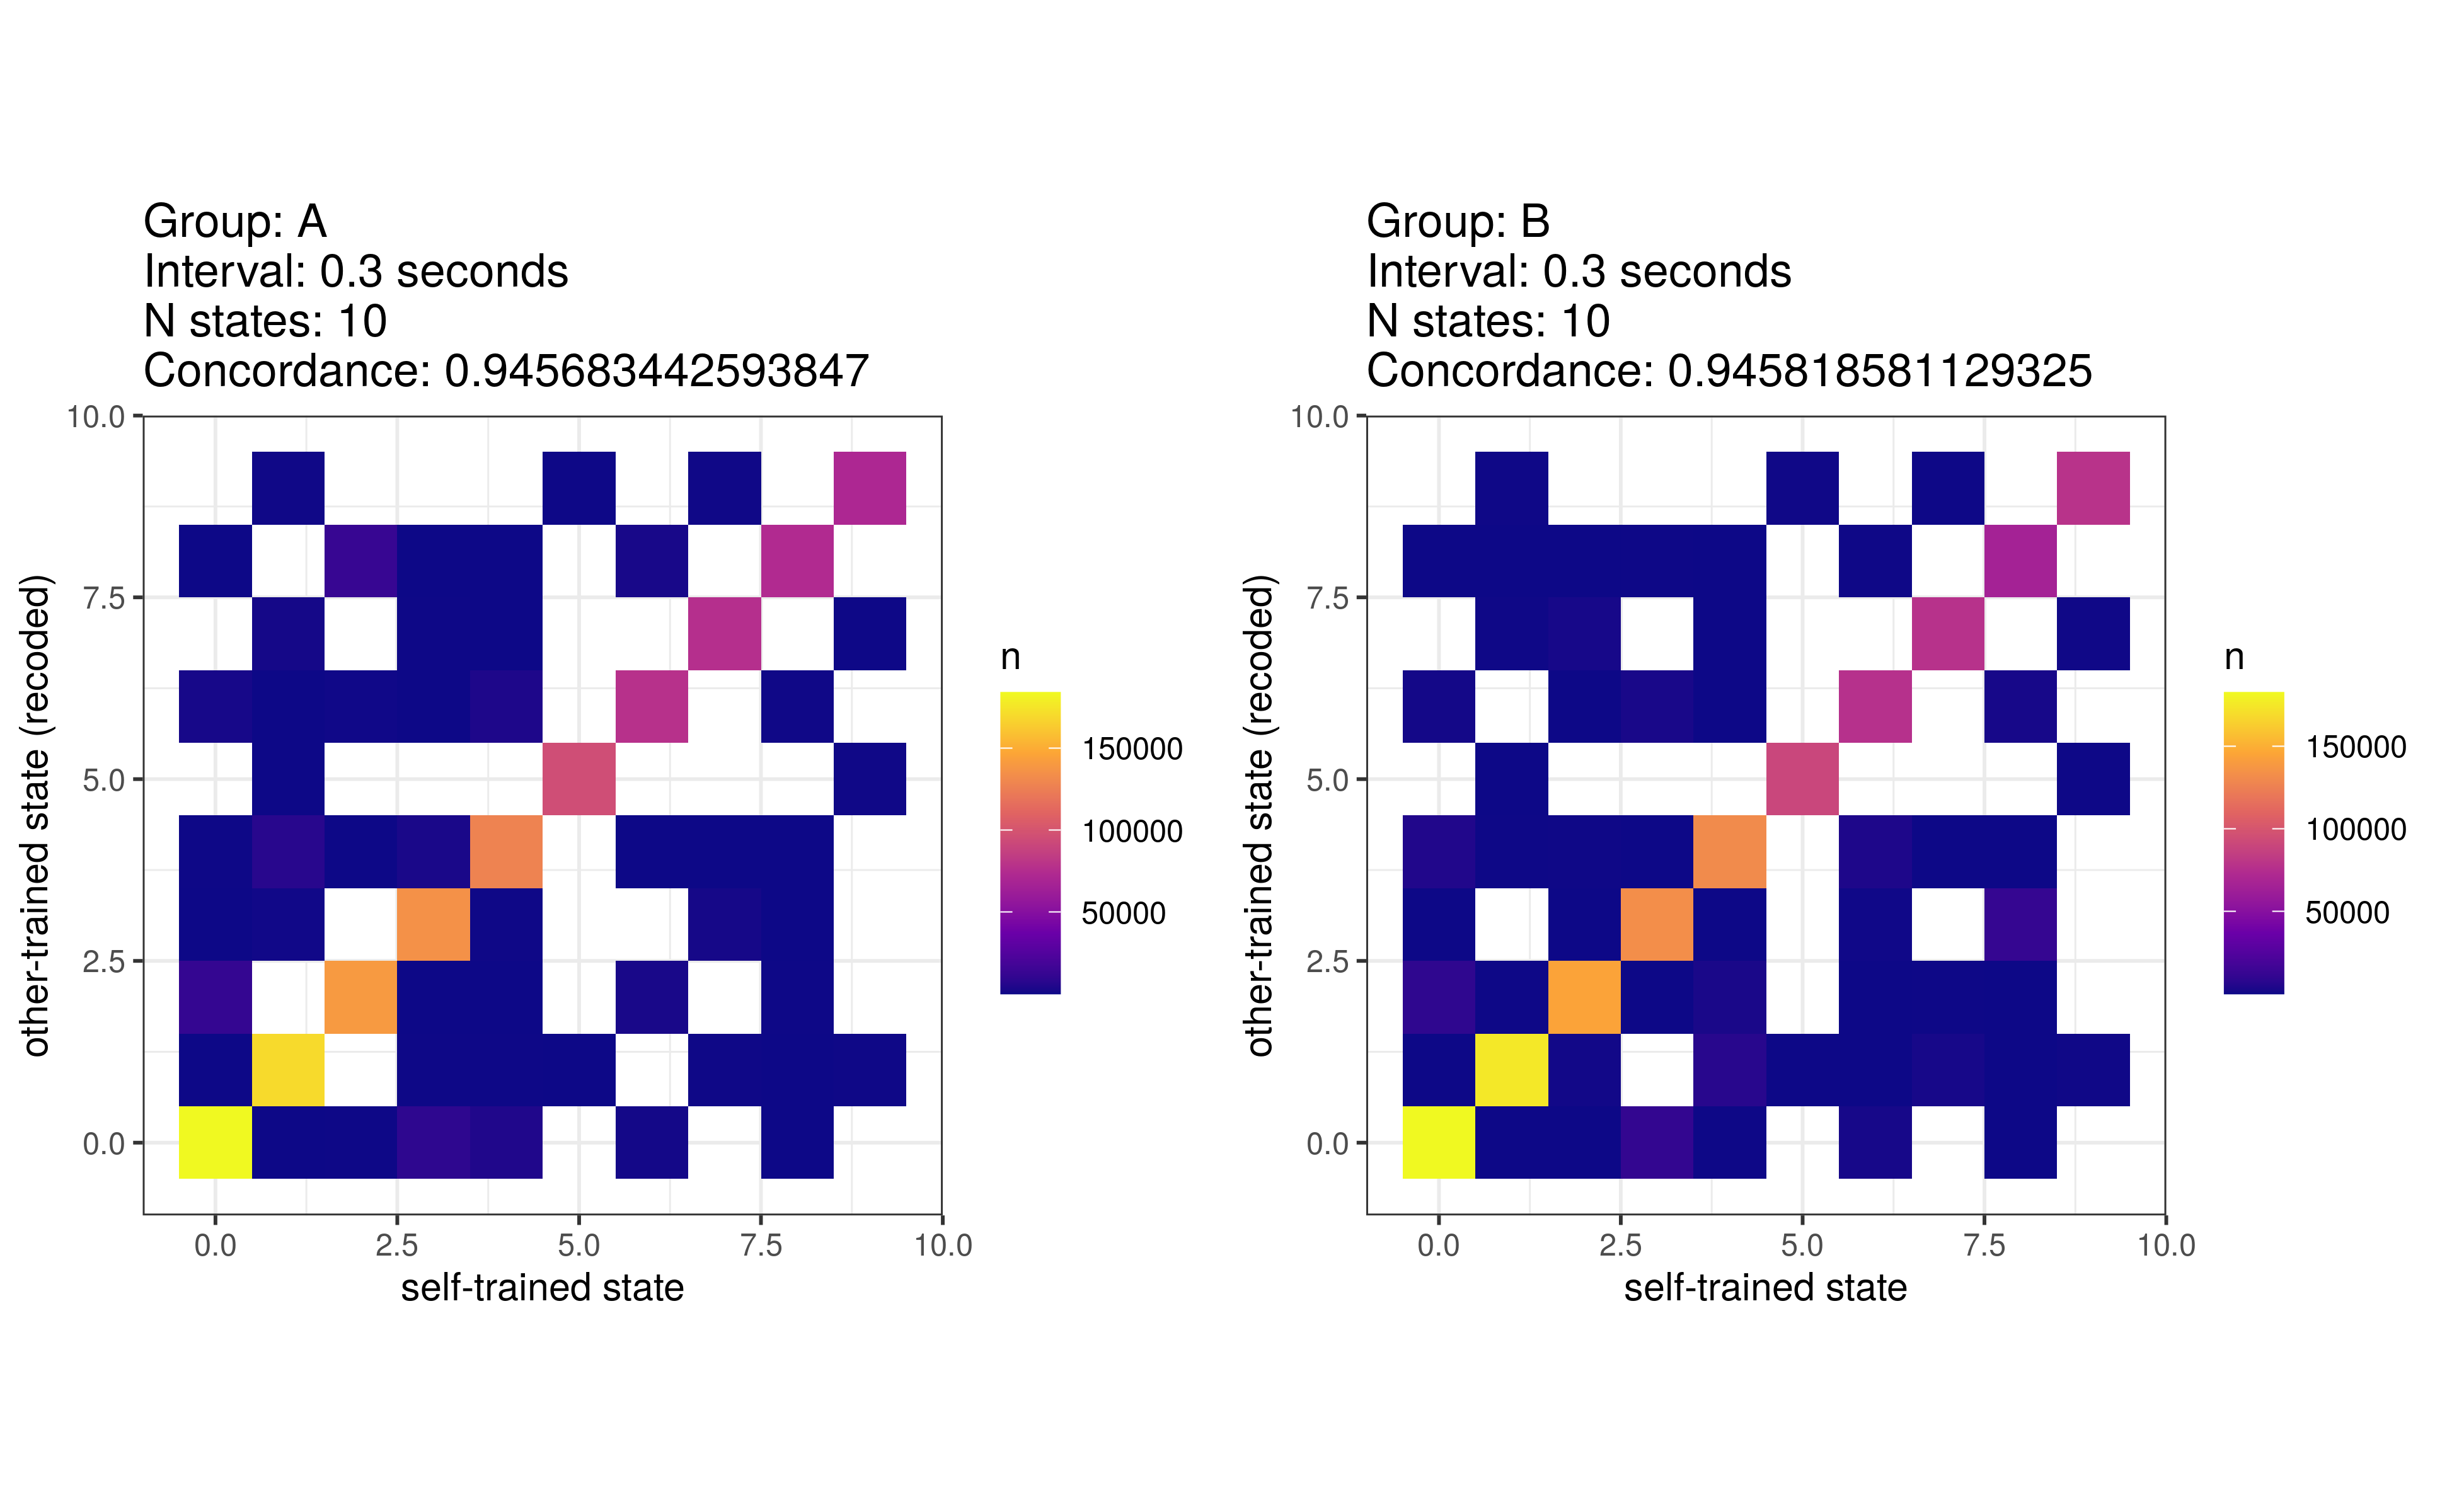 Group: A
Interval: 0.3 seconds
N states: 10
Concordance: 0.945683442593847
10.0
7.5
5.0
2.5
0.0
other-trained state (recoded)
0.0 2.5 5.0 7.5 10.0
self-trained state
n
150000
100000
50000
Group: B
Interval: 0.3 seconds
N states: 10
Concordance: 0.945818581129325
10.0
7.5
5.0
2.5
0.0
other-trained state (recoded)
0.0 2.5 5.0 7.5 10.0
self-trained state
n
150000
100000
50000